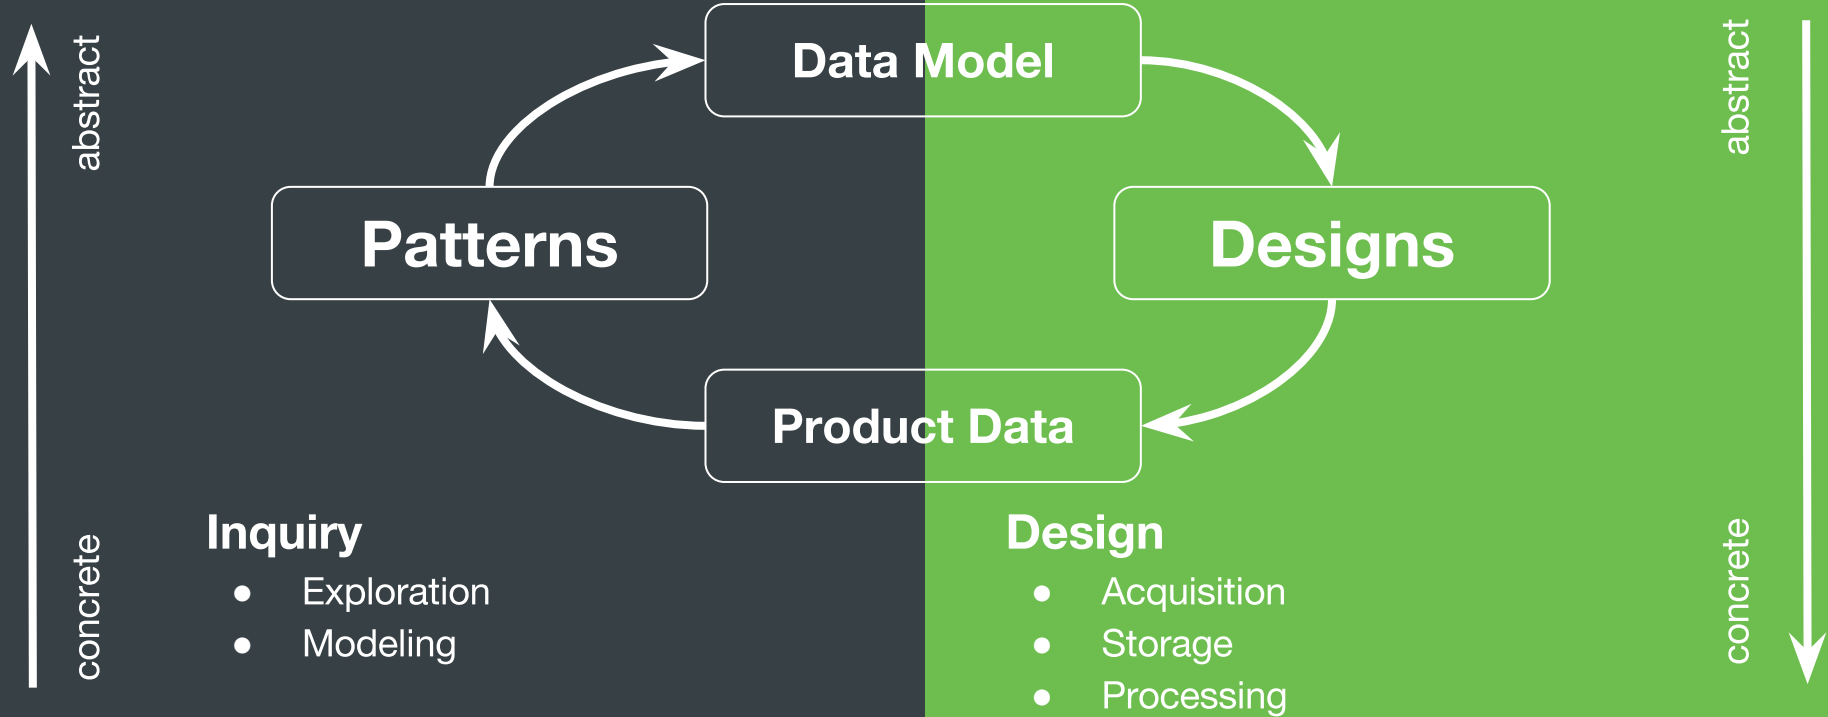 Data Model
abstract
abstract
Patterns
Designs
Product Data
Inquiry
● Exploration
● Modeling
concrete
Design
● Acquisition
● Storage
● Processing
concrete